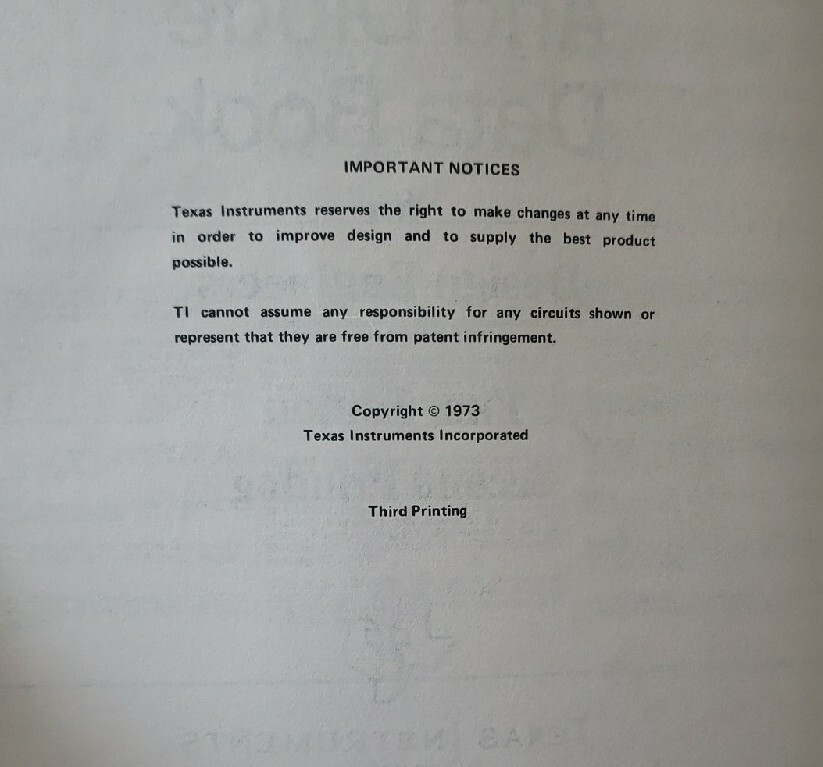 IMPORTANT NOTICES
Texas Instruments reserves the right to make changes at any time
in order to improve design and to supply the best product
possible.
TI cannot assume any responsibility for any circuits shown or
represent that they are free from patent infringement.
Copyright © 1973
Texas Instruments Incorporated
Third Printing